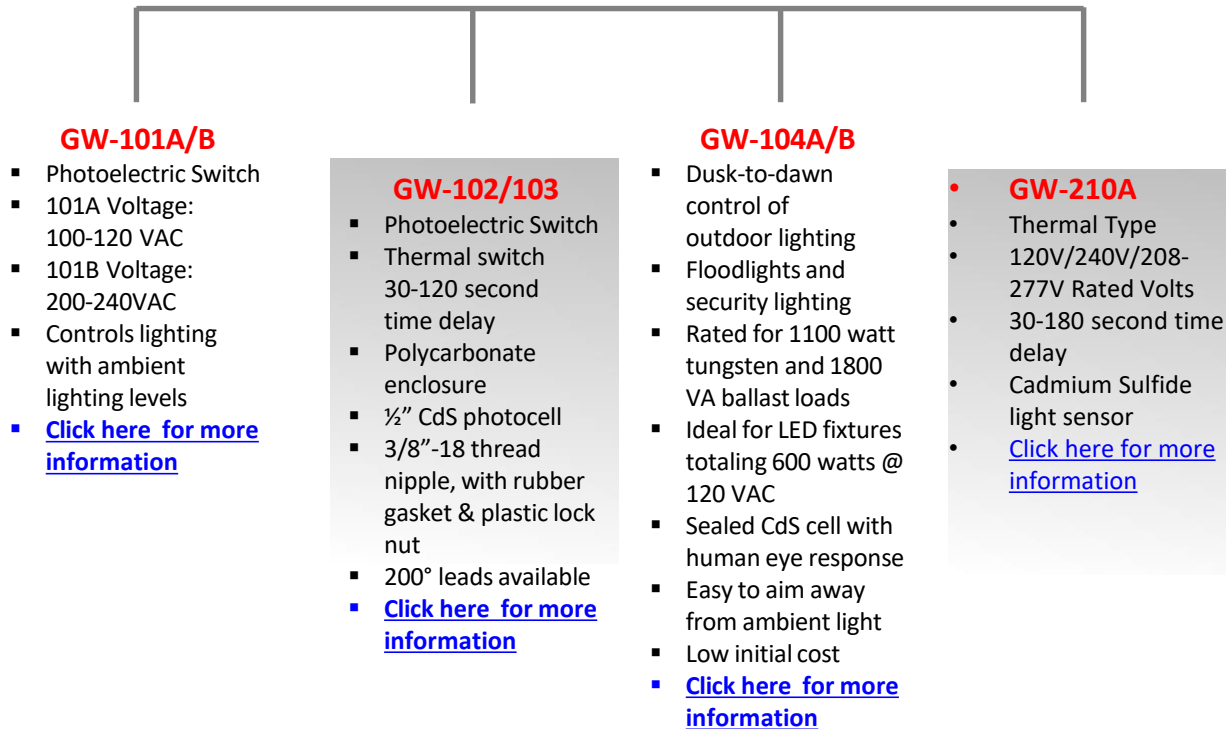 GW-101A/B
▪ Photoelectric Switch
▪ 101A Voltage:
100-120 VAC
▪ 101B Voltage:
200-240VAC
▪ Controls lighting
with ambient
lighting levels
▪ Click here for more
information
GW-102/103
▪ Photoelectric Switch
▪ Thermal switch
30-120 second
time delay
▪ Polycarbonate
enclosure
▪ ½” CdS photocell
▪ 3/8”-18 thread
nipple, with rubber
gasket & plastic lock
nut
▪ 200° leads available
▪ Click here for more
information
GW-104A/B
▪ Dusk-to-dawn
control of
outdoor lighting
▪ Floodlights and
security lighting
▪ Rated for 1100 watt
tungsten and 1800
VA ballast loads
▪ Ideal for LED fixtures
totaling 600 watts @
120 VAC
▪ Sealed CdS cell with
human eye response
▪ Easy to aim away
from ambient light
▪ Low initial cost
▪ Click here for more
information
• GW-210A
• Thermal Type
• 120V/240V/208-
277V Rated Volts
• 30-180 second time
delay
• Cadmium Sulfide
light sensor
• Click here for more
information